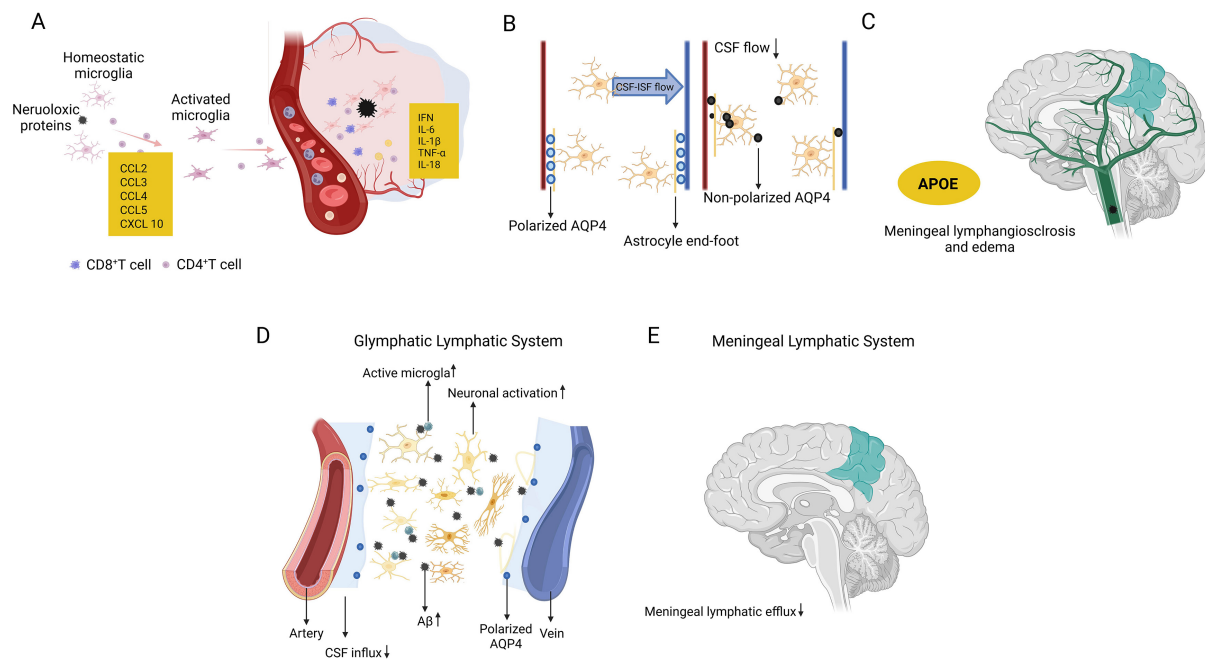 A
Homeostatic
microglia
Neruoloxic
proteins
Activated
microglia
CCL2
CCL3
CCL4
CCL5
CXCL 10
IFN
IL-6
IL-1β
TNF-α
IL-18
CD8⁺T cell
CD4⁺T cell
B
CSF-ISF flow
CSF flow
Polarized AQP4
Astrocyle end-foot
Non-polarized AQP4
C
APOE
Meningeal lymphangiosclrosis
and edema
D
Glymphatic Lymphatic System
Active microgla
Neuronal activation
Artery
CSF influx
Aβ
Polarized
AQP4
Vein
E
Meningeal Lymphatic System
Meningeal lymphatic efflux